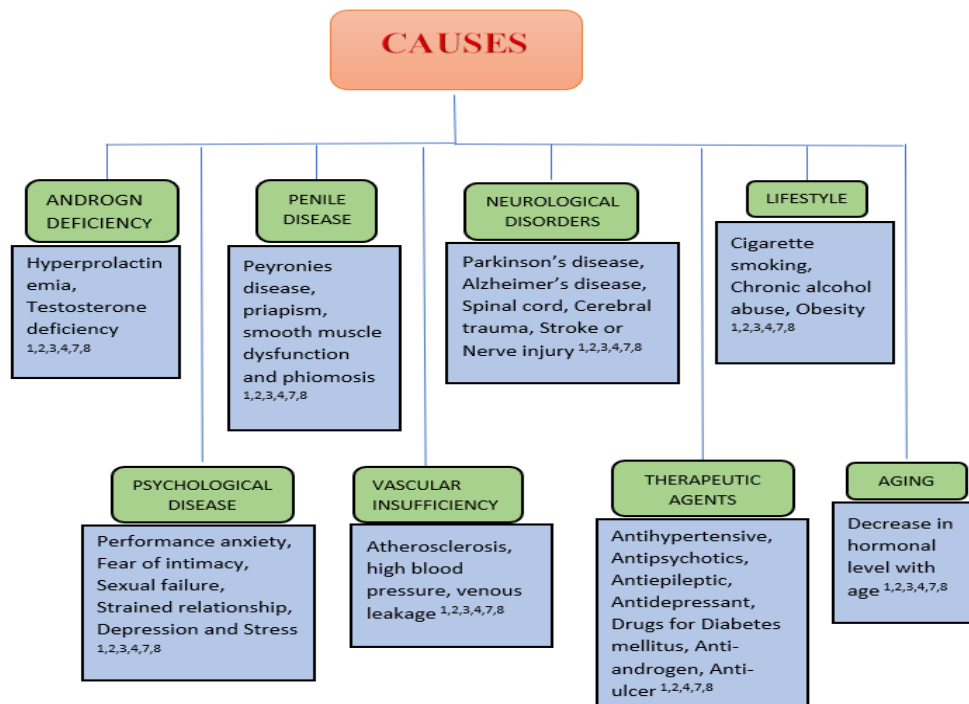 CAUSES
ANDROGN
DEFICIENCY
Hyperprolactin
emia,
Testosterone
deficiency
1,2,3,4,7,8
PENILE
DISEASE
Peyronies
disease,
priapism,
smooth muscle
dysfunction
and phiomosis
1,2,3,4,7,8
NEUROLOGICAL
DISORDERS
Parkinson’s disease,
Alzheimer’s disease,
Spinal cord, Cerebral
trauma, Stroke or
Nerve injury 1,2,3,4,7,8
LIFESTYLE
Cigarette
smoking,
Chronic alcohol
abuse, Obesity
1,2,3,4,7,8
PSYCHOLOGICAL
DISEASE
Performance anxiety,
Fear of intimacy,
Sexual failure,
Strained relationship,
Depression and Stress
1,2,3,4,7,8
VASCULAR
INSUFFICIENCY
Atherosclerosis,
high blood
pressure, venous
leakage 1,2,3,4,7,8
THERAPEUTIC
AGENTS
Antihypertensive,
Antipsychotics,
Antiepileptic,
Antidepressant,
Drugs for Diabetes
mellitus, Anti-
androgen, Anti-
ulcer 1,2,4,7,8
AGING
Decrease in
hormonal
level with
age 1,2,3,4,7,8